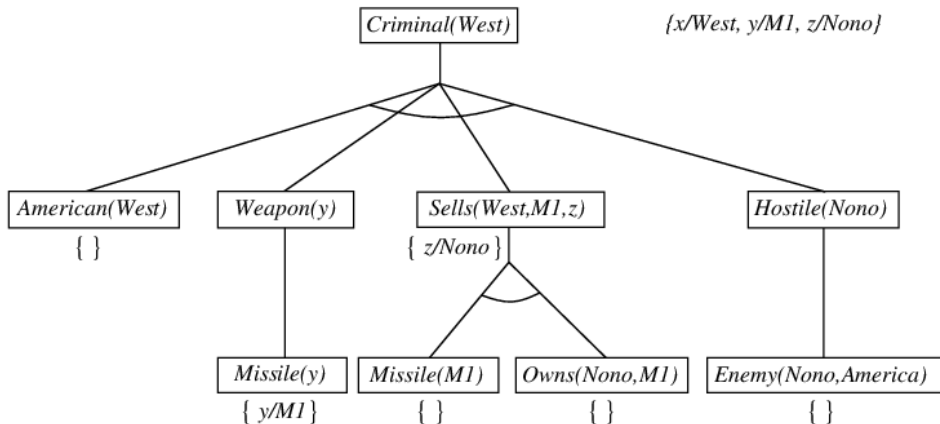 Criminal(West) {x/West, y/M1, z/Nono}
American(West) Weapon(y) Sells(West,M1,z) Hostile(Nono)
{ } { z/Nono }
Missile(y) Missile(M1) Owns(Nono,M1) Enemy(Nono,America)
{ y/M1 } { } { } { }